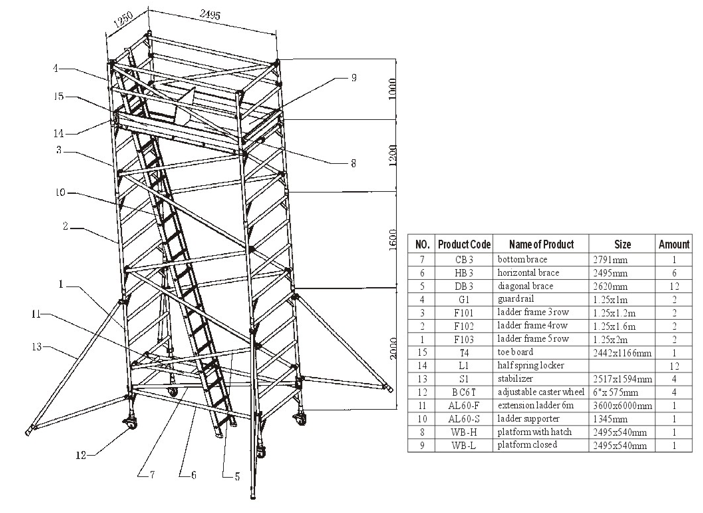 1250
2495
4
9
1000
15
14
3
8
1200
10
2
1600
1
11
13
2000
12
7
6
5
NO. Product Code Name of Product Size Amount
7 CB3 bottom brace 2791mm 1
6 HB3 horizontal brace 2495mm 6
5 DB3 diagonal brace 2620mm 12
4 G1 guardrail 1.25x1m 2
3 F101 ladder frame 3row 1.25x1.2m 2
2 F102 ladder frame 4row 1.25x1.6m 2
1 F103 ladder frame 5row 1.25x2m 2
15 T4 toe board 2442x1166mm 1
14 L1 half spring locker 12
13 S1 stabilizer 2517x1594mm 4
12 BC6T adjustable caster wheel 6"x 575mm 4
11 AL60-F extension ladder 6m 3600x6000mm 1
10 AL60-S ladder supporter 1345mm 1
8 WB-H platform with hatch 2495x540mm 1
9 WB-L platform closed 2495x540mm 1